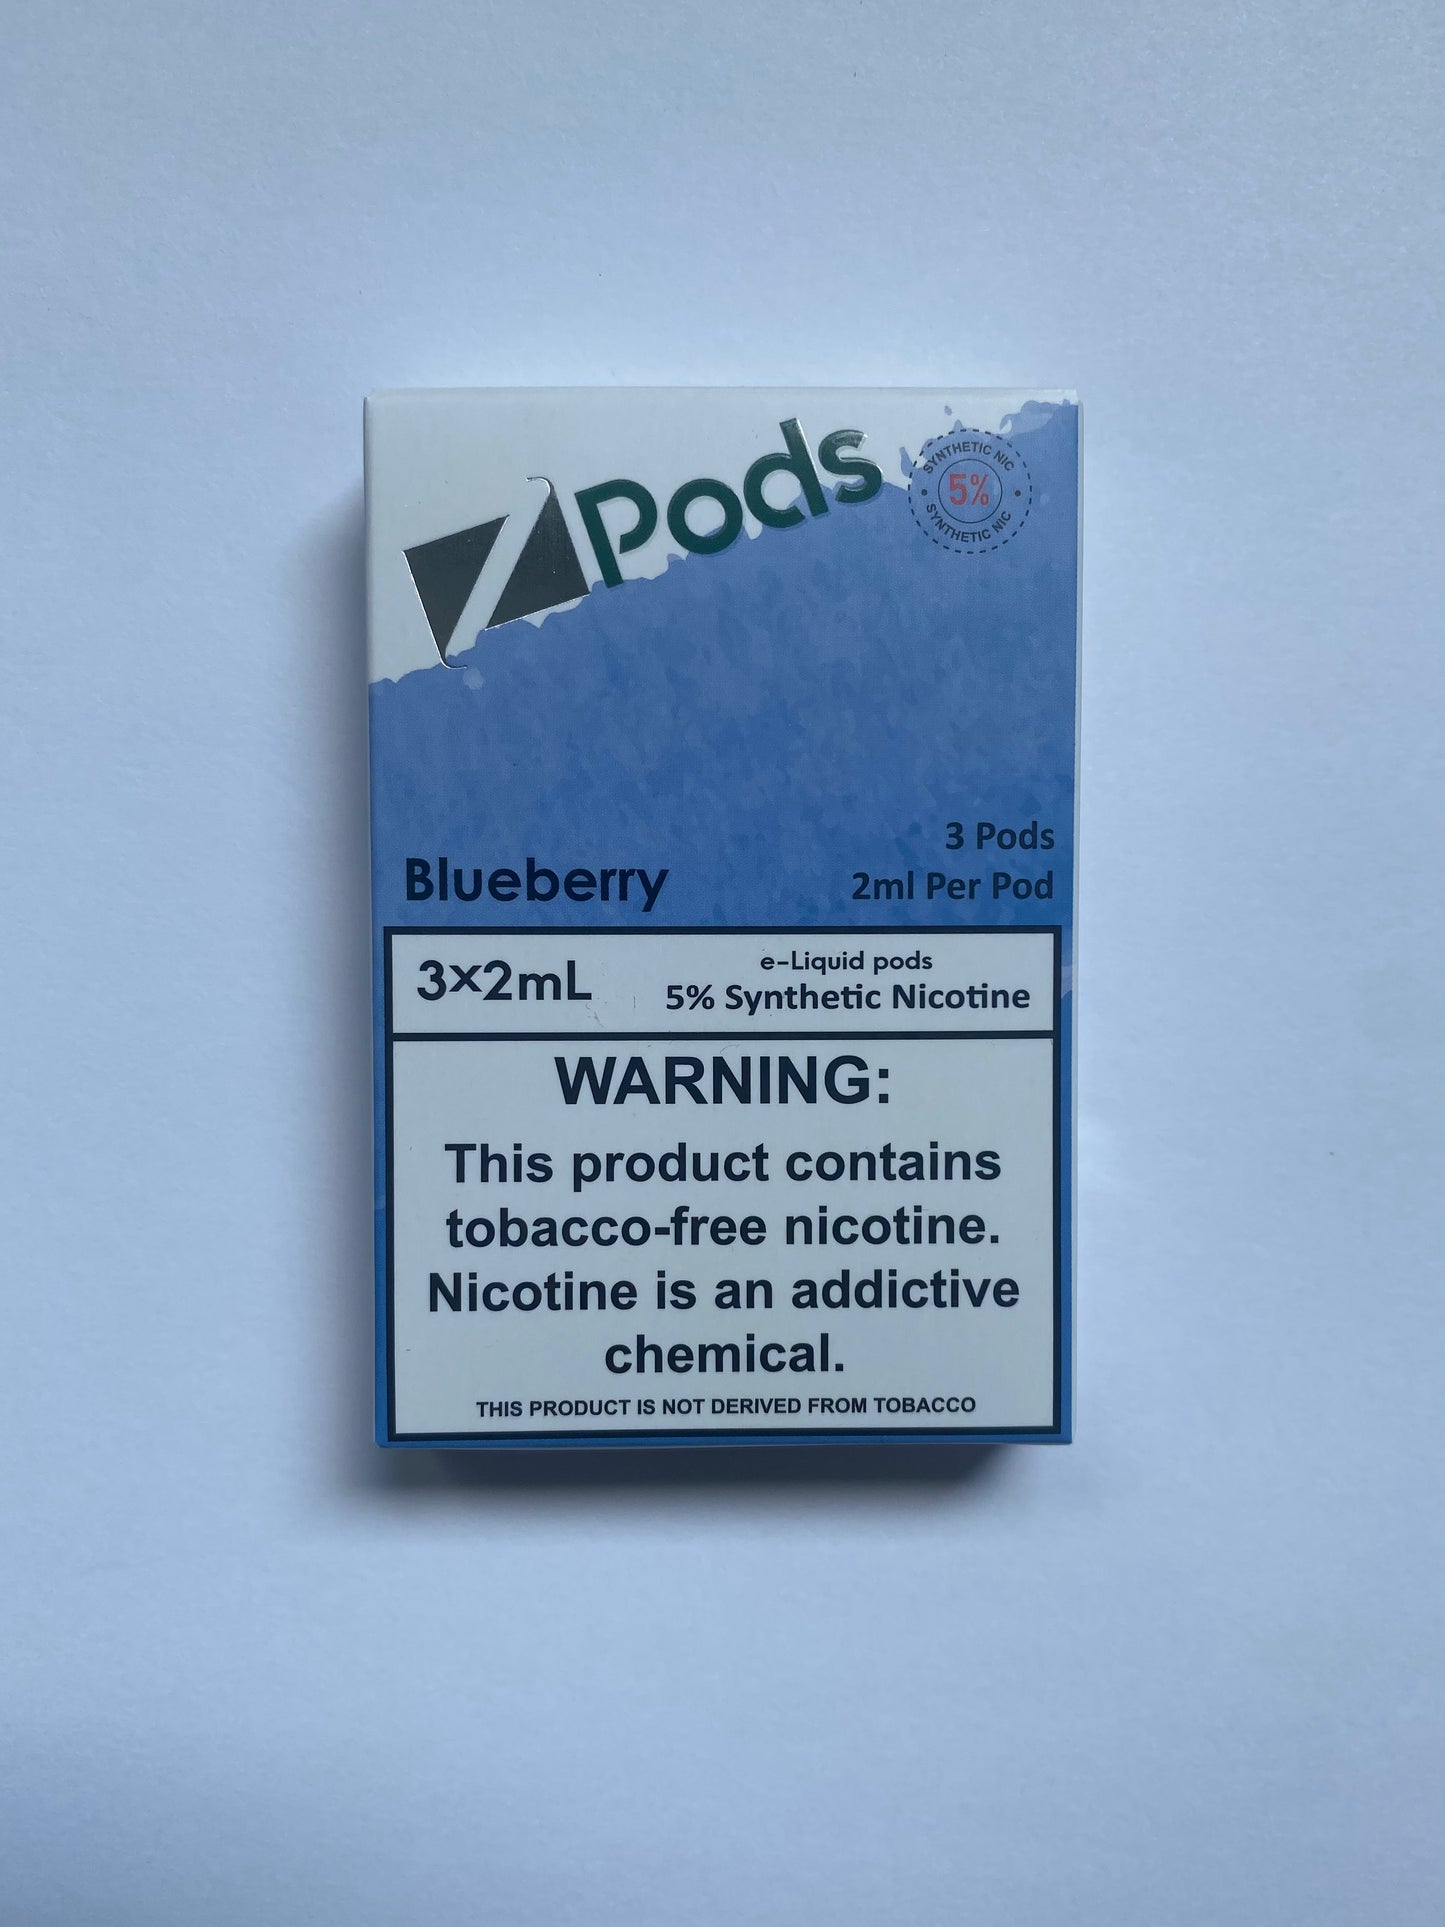 Z Pods
SYNTHETIC NIC
5%
SYNTHETIC NIC
3 Pods
Blueberry
2ml Per Pod
3×2mL
e-Liquid pods
5% Synthetic Nicotine
WARNING:
This product contains
tobacco-free nicotine.
Nicotine is an addictive
chemical.
THIS PRODUCT IS NOT DERIVED FROM TOBACCO